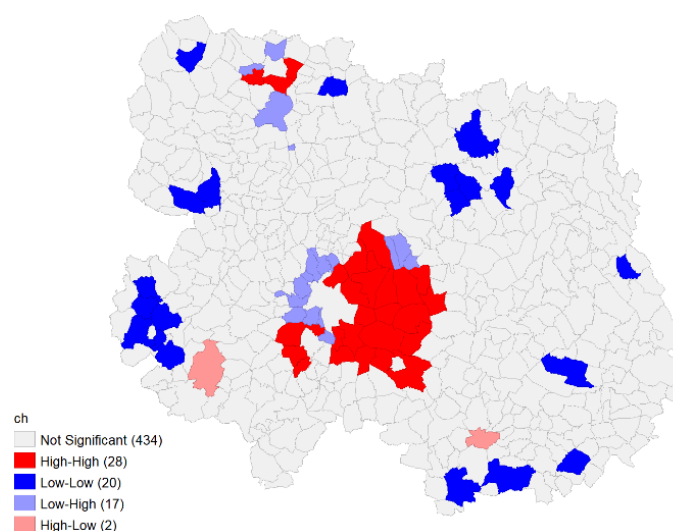 ch
Not Significant (434)
High-High (28)
Low-Low (20)
Low-High (17)
High-Low (2)